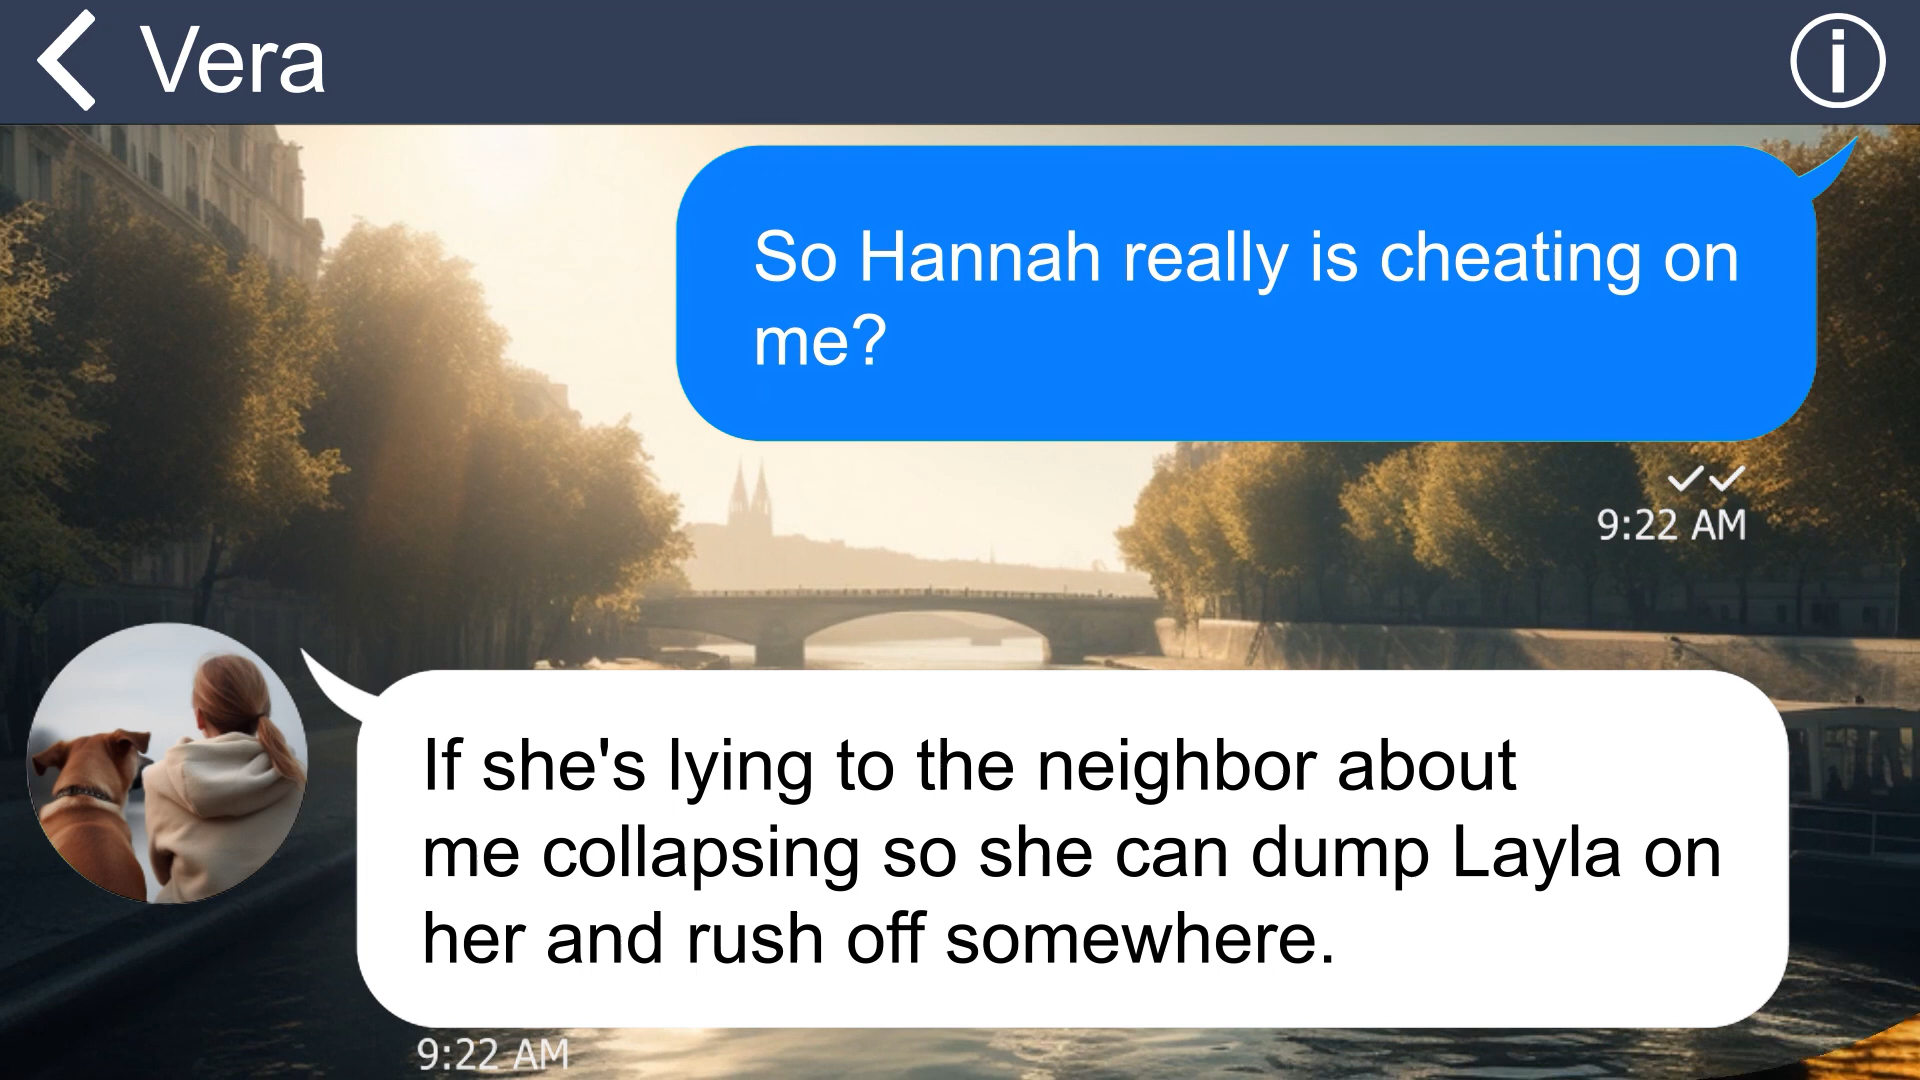 Vera
So Hannah really is cheating on
me?
9:22 AM
If she's lying to the neighbor about
me collapsing so she can dump Layla on
her and rush off somewhere.
9:22 AM